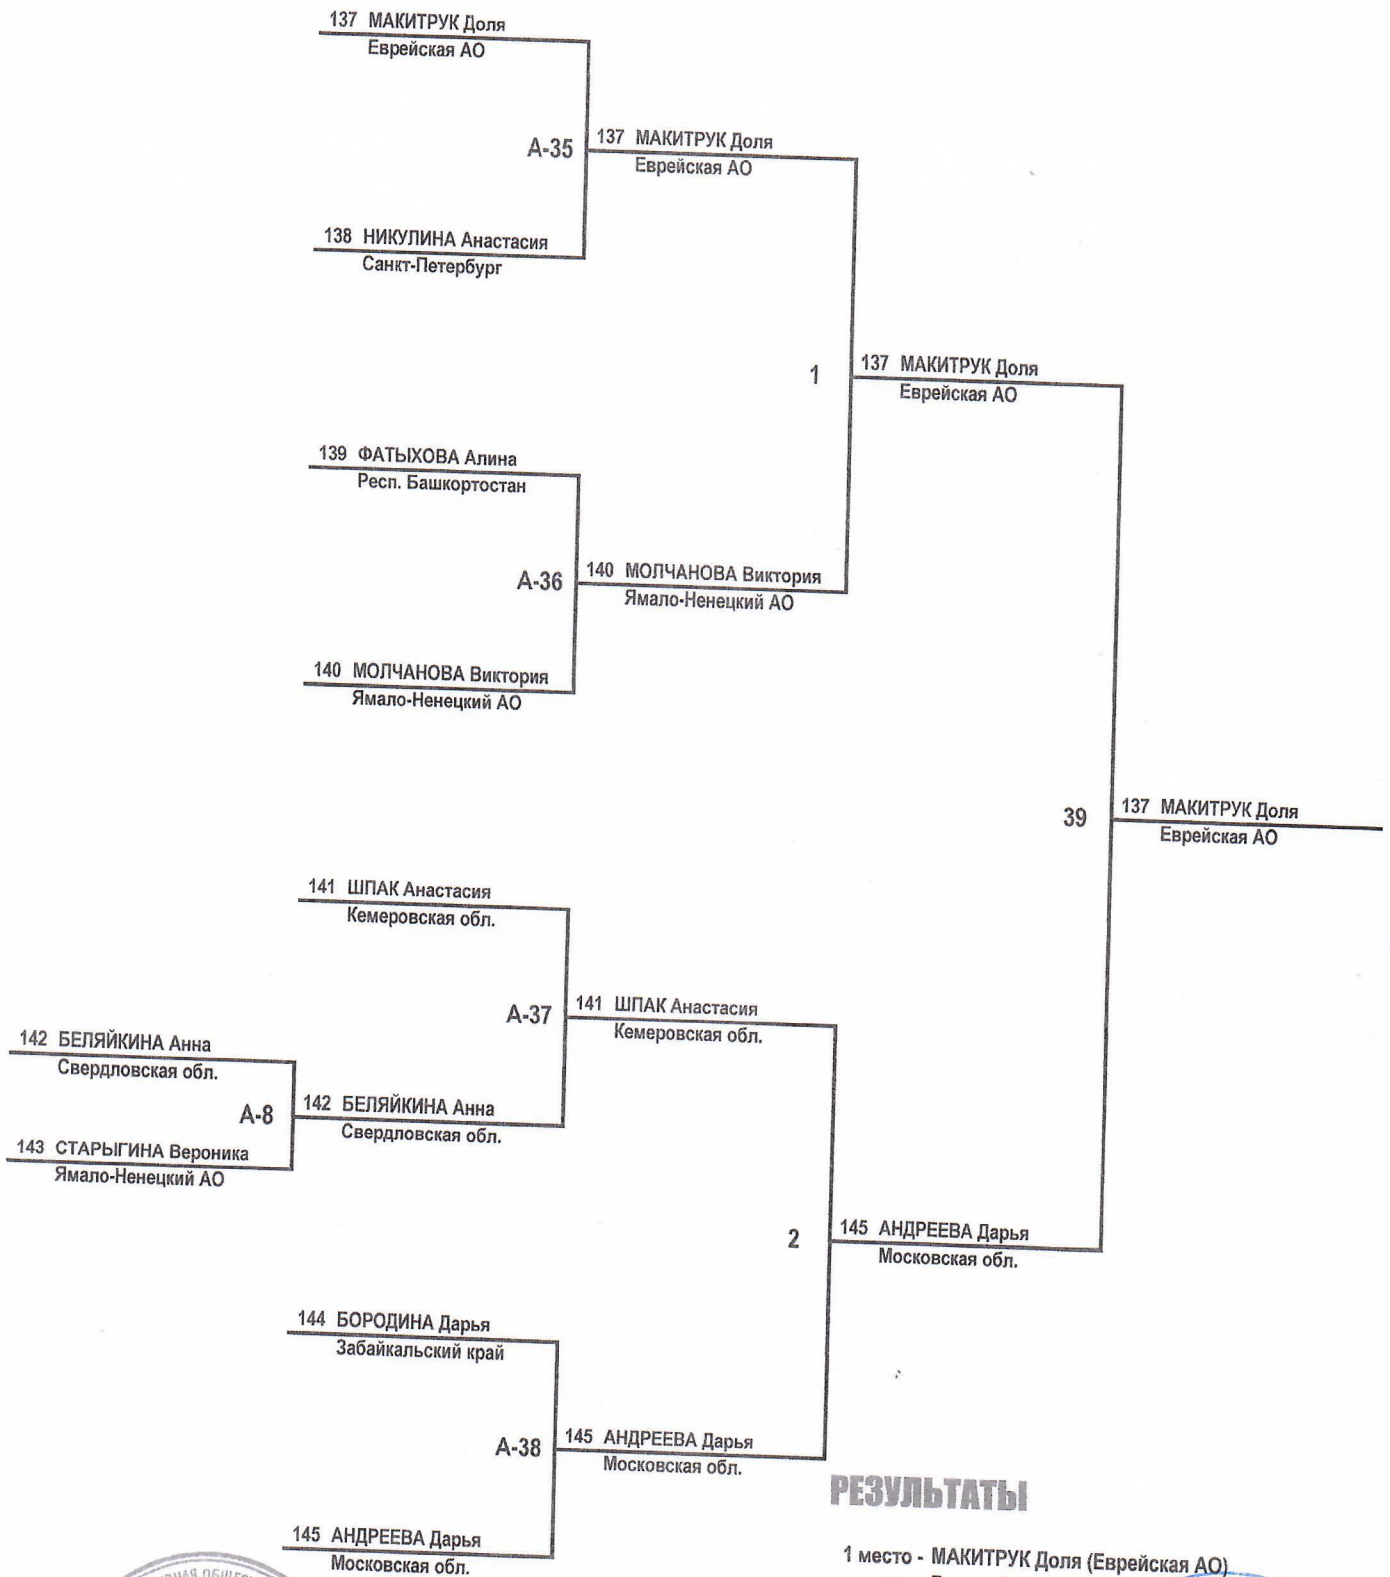 137 МАКИТРУК Доля
Еврейская АО
А-35
137 МАКИТРУК Доля
Еврейская АО
138 НИКУЛИНА Анастасия
Санкт-Петербург
1
137 МАКИТРУК Доля
Еврейская АО
139 ФАТЫХОВА Алина
Респ. Башкортостан
А-36
140 МОЛЧАНОВА Виктория
Ямало-Ненецкий АО
140 МОЛЧАНОВА Виктория
Ямало-Ненецкий АО
39
137 МАКИТРУК Доля
Еврейская АО
141 ШПАК Анастасия
Кемеровская обл.
А-37
141 ШПАК Анастасия
Кемеровская обл.
142 БЕЛЯЙКИНА Анна
Свердловская обл.
А-8
142 БЕЛЯЙКИНА Анна
Свердловская обл.
143 СТАРЫГИНА Вероника
Ямало-Ненецкий АО
2
145 АНДРЕЕВА Дарья
Московская обл.
144 БОРОДИНА Дарья
Забайкальский край
А-38
145 АНДРЕЕВА Дарья
Московская обл.
145 АНДРЕЕВА Дарья
Московская обл.
РЕЗУЛЬТАТЫ
1 место - МАКИТРУК Доля (Еврейская АО)